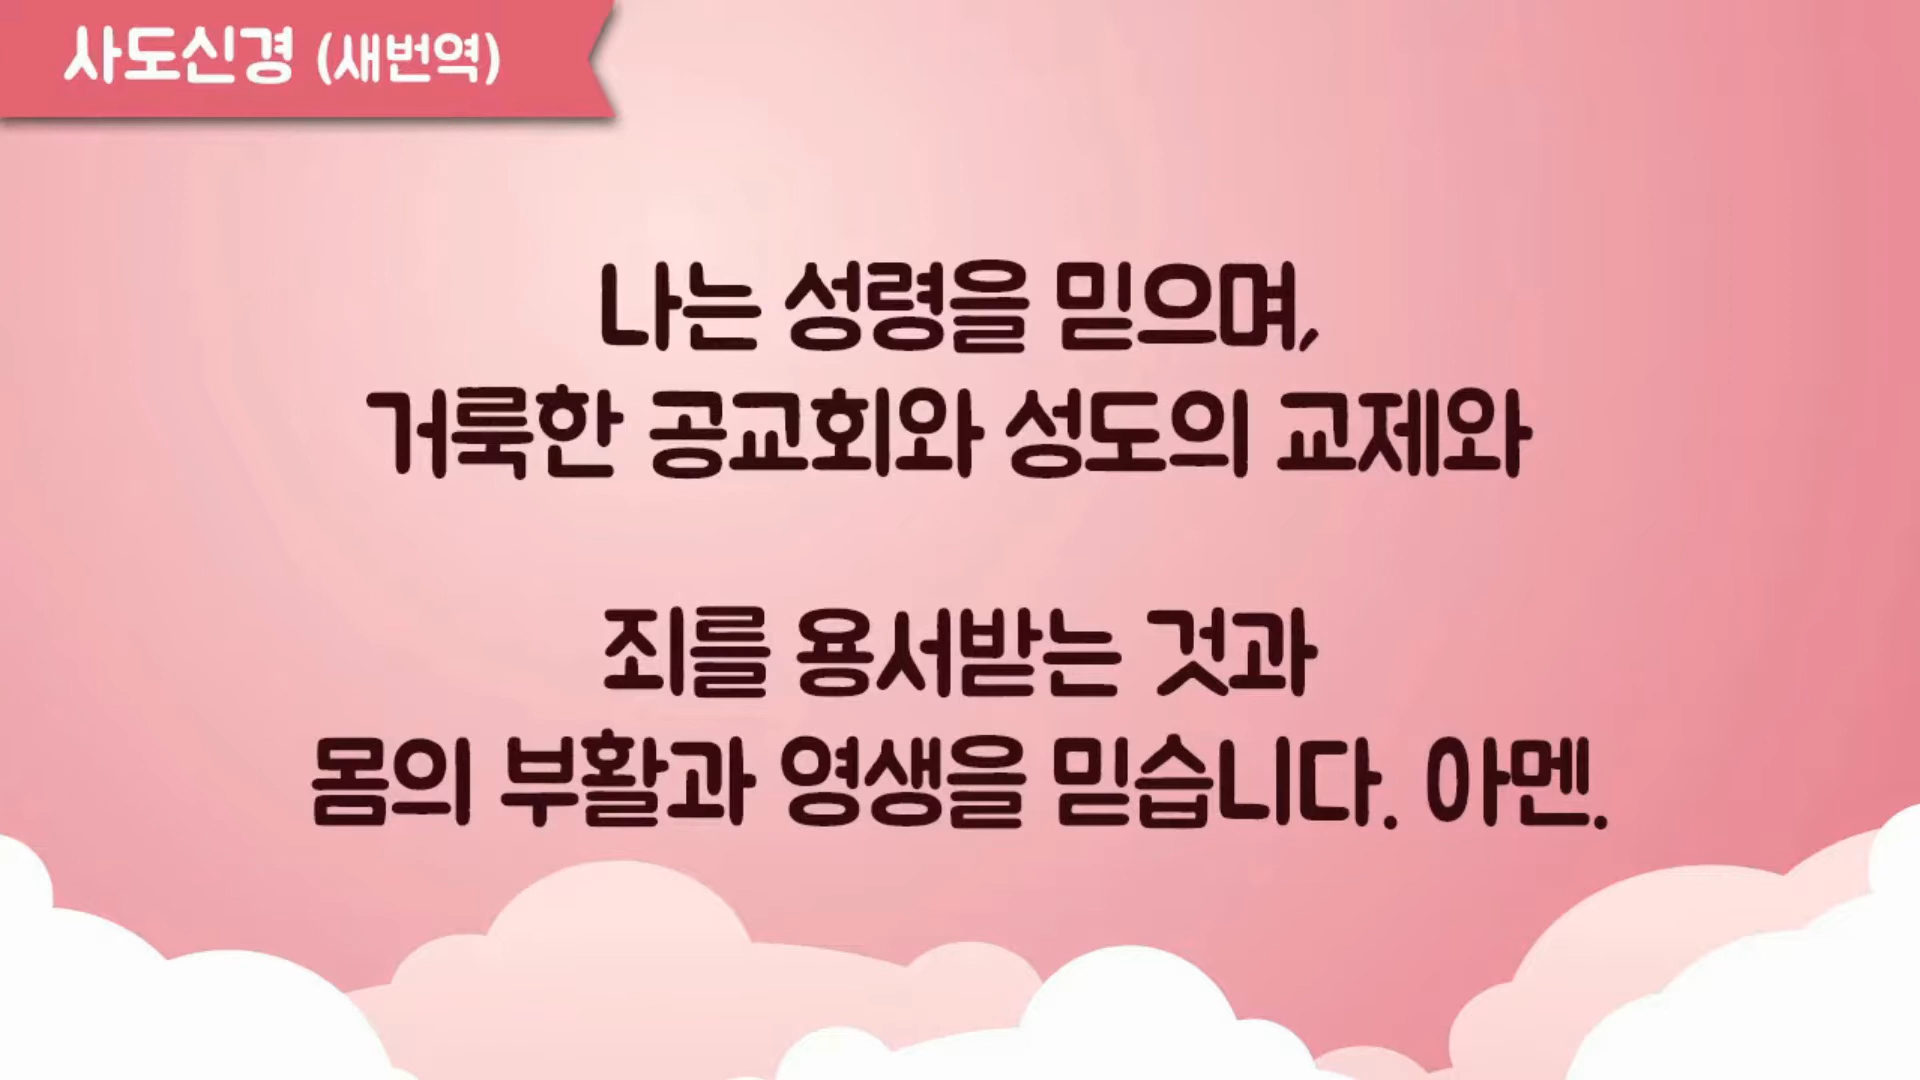 사도신경 (새번역)
나는 성령을 믿으며,
거룩한 공교회와 성도의 교제와
죄를 용서받는 것과
몸의 부활과 영생을 믿습니다. 아멘.